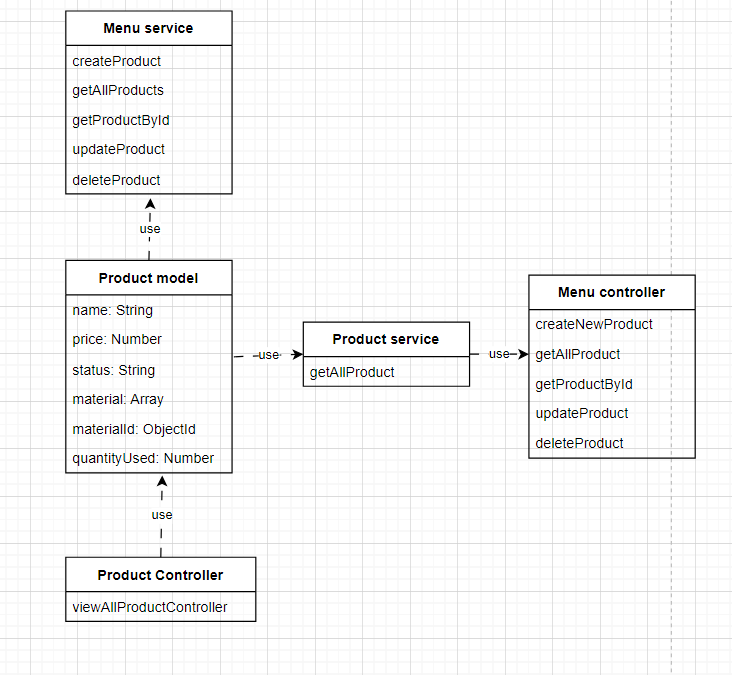 Menu service
createProduct
getAllProducts
getProductById
updateProduct
deleteProduct
use
Product model
name: String
price: Number
status: String
material: Array
materialId: ObjectId
quantityUsed: Number
use
Product service
getAllProduct
use
Menu controller
createNewProduct
getAllProduct
getProductById
updateProduct
deleteProduct
use
Product Controller
viewAllProductController